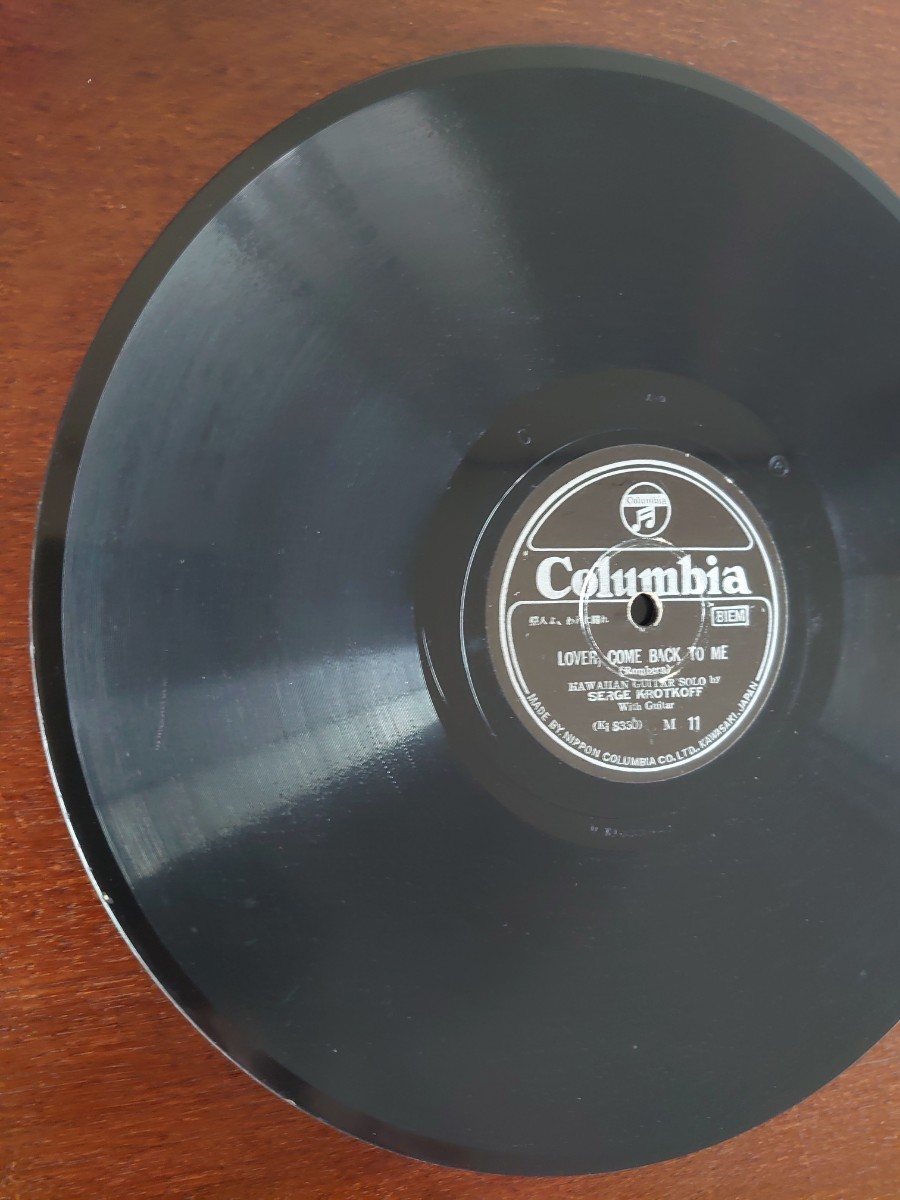 Columbia
Columbia
恋人よ、われに帰れ
BIEM
LOVER, COME BACK TO ME
HAWAIIAN GUITAR SOLO by
SERGE KROTKOFF
With Guitar
M 11
MADE BY NIPPON COLUMBIA CO. LTD., KAWASAKI, JAPAN